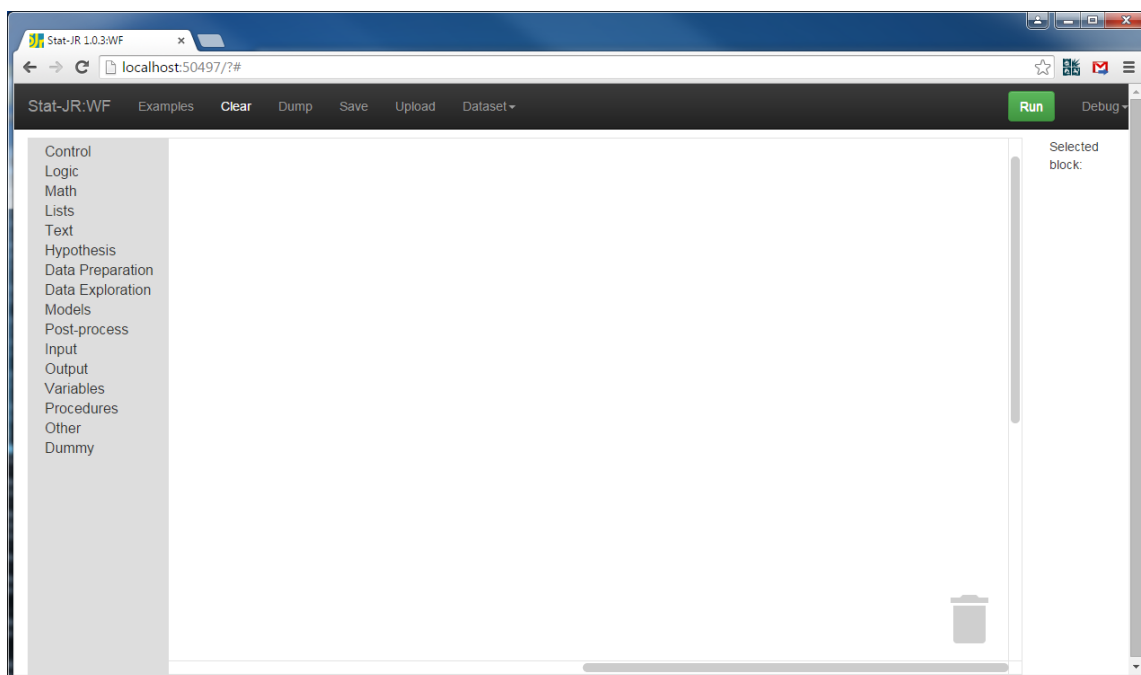 Stat-JR 1.0.3:WF
localhost:50497/?#
Stat-JR:WF Examples Clear Dump Save Upload Dataset Run Debug
Control
Logic
Math
Lists
Text
Hypothesis
Data Preparation
Data Exploration
Models
Post-process
Input
Output
Variables
Procedures
Other
Dummy
Selected
block: